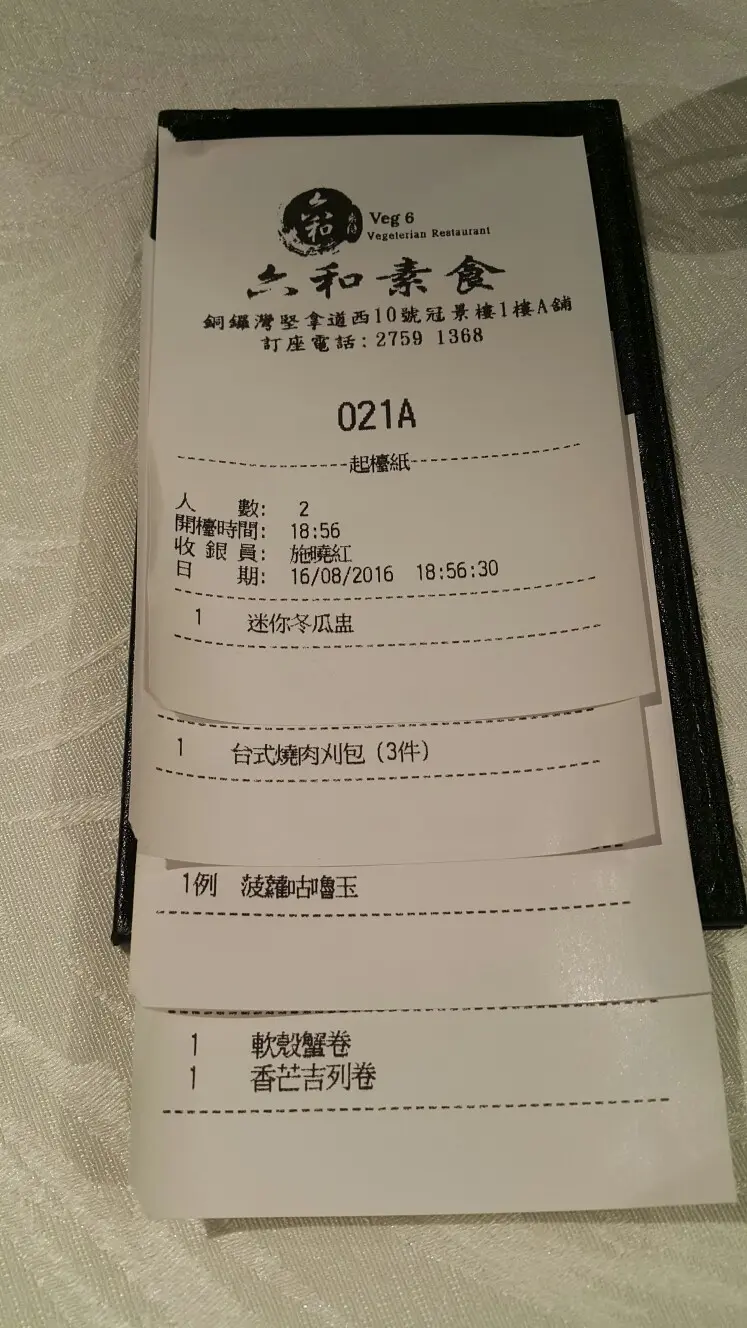 六和
Veg 6
Vegeterian Restaurant
六和素食
銅鑼灣堅拿道西10號冠景樓1樓A舖
訂座電話: 2759 1368
021A
起檯紙
人 數: 2
開檯時間: 18:56
收銀員: 施曉紅
日 期: 16/08/2016 18:56:30
1 迷你冬瓜盅
1 台式燒肉刈包 (3件)
1例 菠蘿咕嚕玉
1 軟殼蟹卷
1 香芒吉列卷